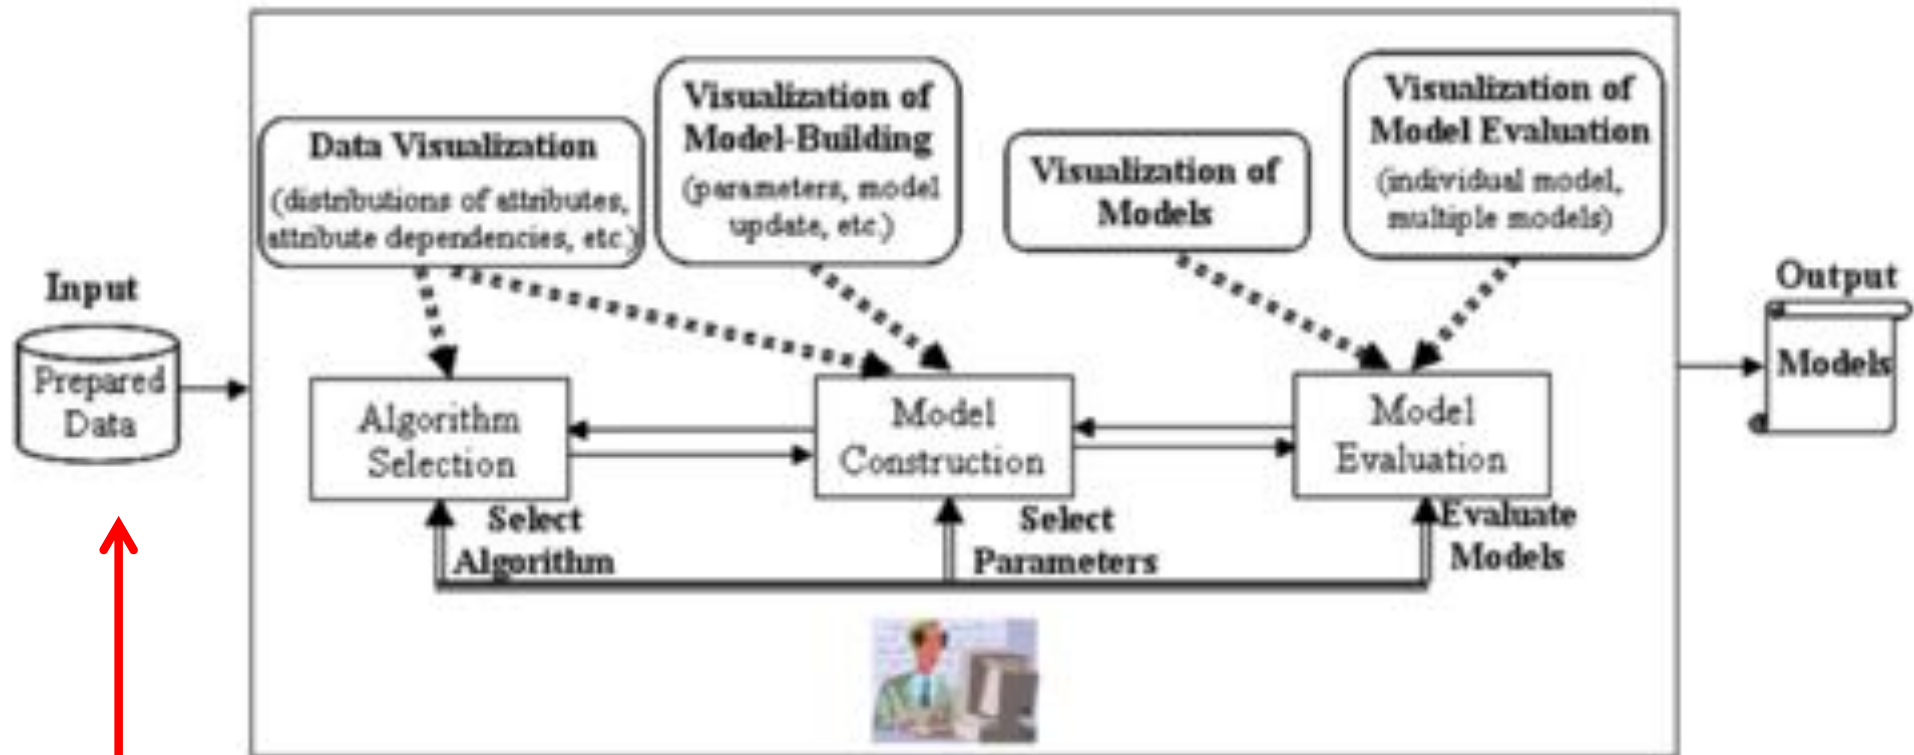 Input
Prepared
Data
Data Visualization
(distributions of attributes,
attribute dependencies, etc.)
Visualization of
Model-Building
(parameters, model
update, etc.)
Visualization of
Models
Visualization of
Model Evaluation
(individual model,
multiple models)
Algorithm
Selection
Model
Construction
Model
Evaluation
Select
Algorithm
Select
Parameters
Evaluate
Models
Output
Models